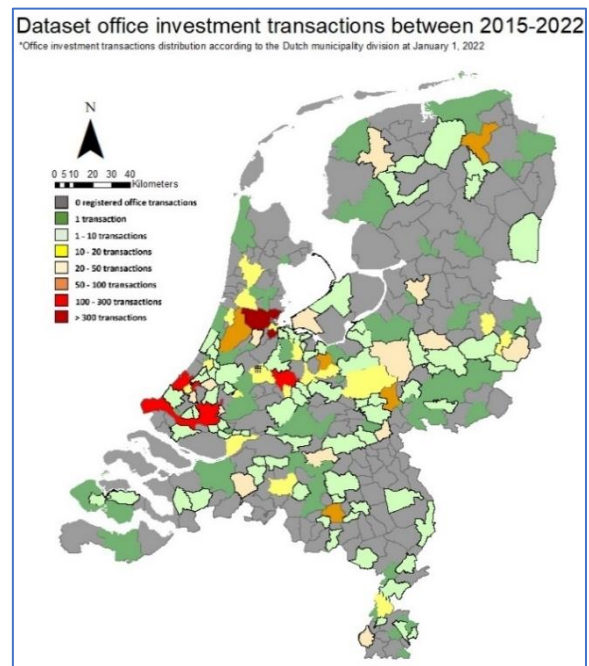 Dataset office investment transactions between 2015-2022
*Office investment transactions distribution according to the Dutch municipality division at January 1, 2022
N
0 5 10 20 30 40
Kilometers
0 registered office transactions
1 transaction
1 - 10 transactions
10 - 20 transactions
20 - 50 transactions
50 - 100 transactions
100 - 300 transactions
> 300 transactions